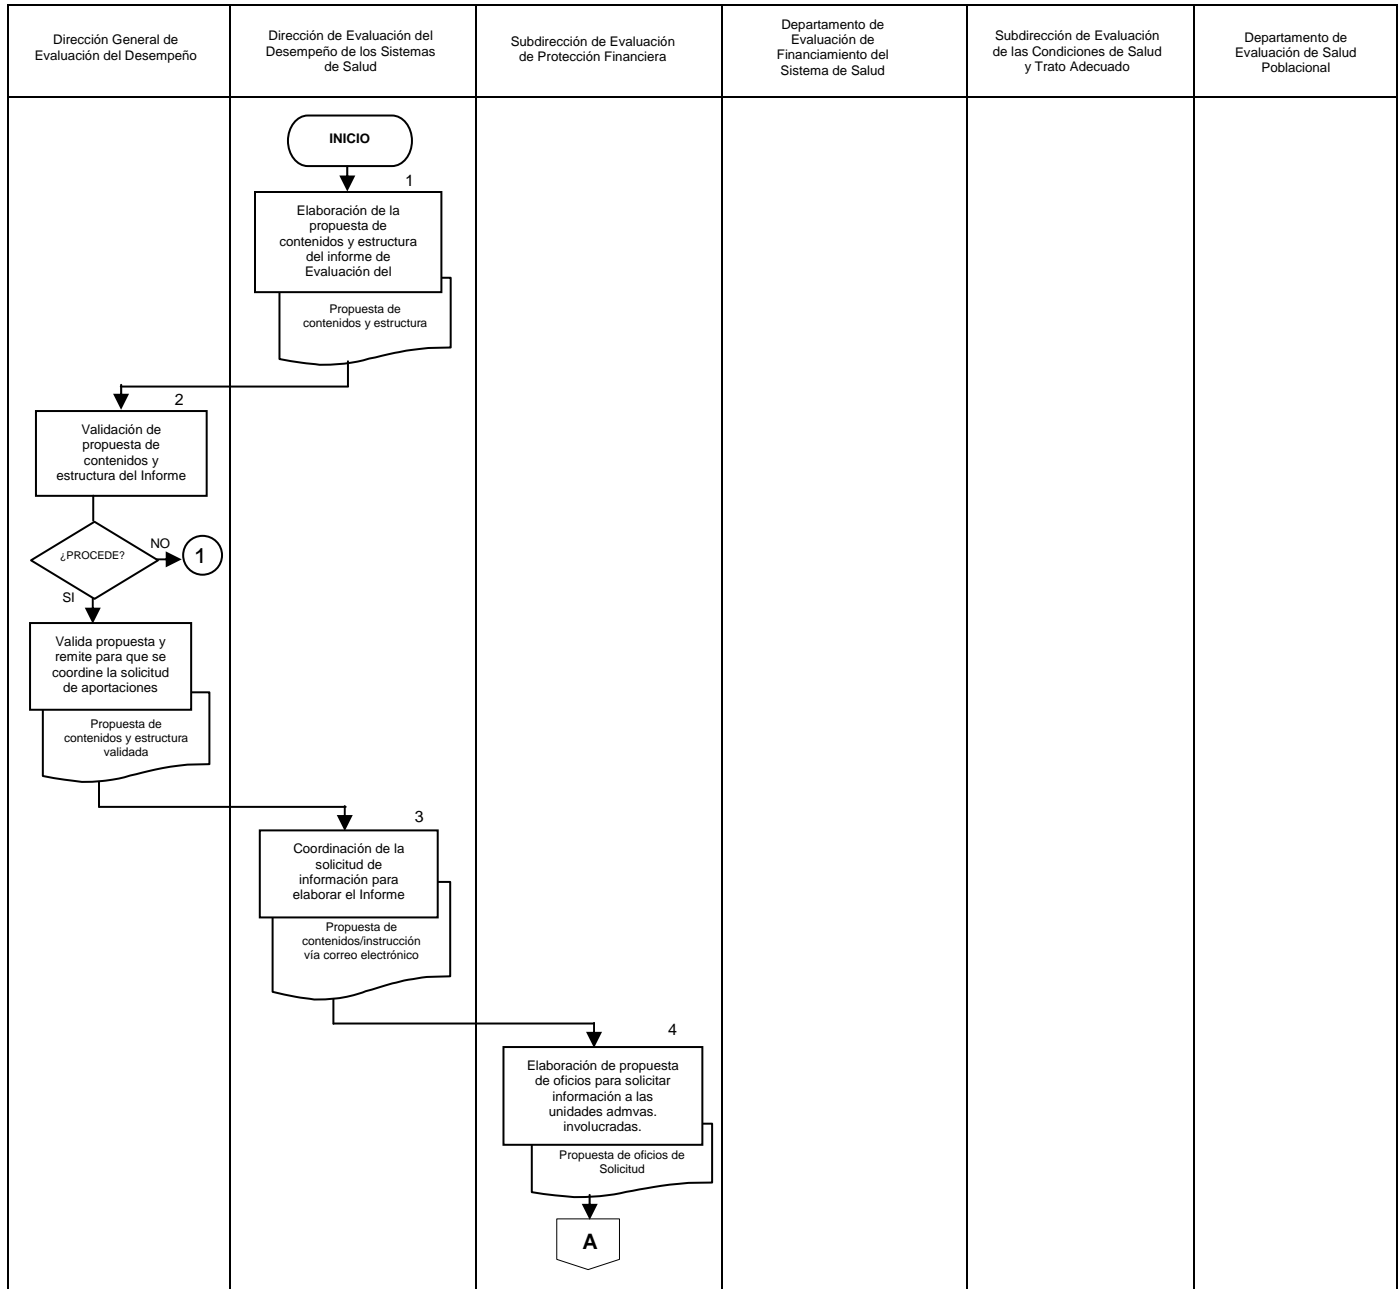 Dirección General de
Evaluación del Desempeño
Dirección de Evaluación del
Desempeño de los Sistemas
de Salud
Subdirección de Evaluación
de Protección Financiera
Departamento de
Evaluación de
Financiamiento del
Sistema de Salud
Subdirección de Evaluación
de las Condiciones de Salud
y Trato Adecuado
Departamento de
Evaluación de Salud
Poblacional
INICIO
1
Elaboración de la
propuesta de
contenidos y estructura
del informe de
Evaluación del
Propuesta de
contenidos y estructura
2
Validación de
propuesta de
contenidos y
estructura del Informe
¿PROCEDE?
NO
1
SI
Valida propuesta y
remite para que se
coordine la solicitud
de aportaciones
Propuesta de
contenidos y estructura
validada
3
Coordinación de la
solicitud de
información para
elaborar el Informe
Propuesta de
contenidos/instrucción
vía correo electrónico
4
Elaboración de propuesta
de oficios para solicitar
información a las
unidades admvas.
involucradas.
Propuesta de oficios de
Solicitud
A